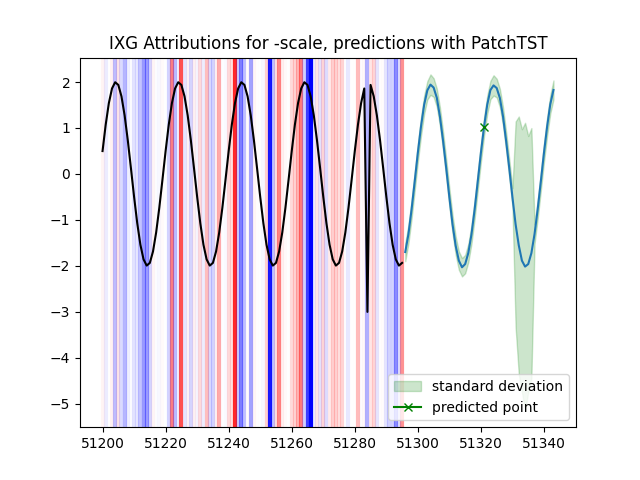 IXG Attributions for -scale, predictions with PatchTST
2
1
0
−1
−2
−3
−4
−5
standard deviation
predicted point
51200 51220 51240 51260 51280 51300 51320 51340